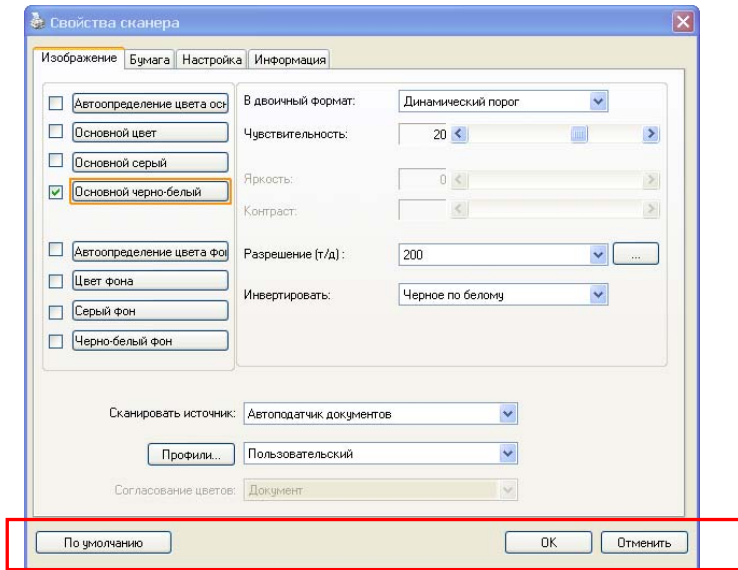 Свойства сканера
Изображение Бумага Настройка Информация
Автоопределение цвета осн
Основной цвет
Основной серый
Основной черно-белый
Автоопределение цвета фон
Цвет фона
Серый фон
Черно-белый фон
В двоичный формат: Динамический порог
Чувствительность: 20
Яркость: 0
Контраст:
Разрешение (т/д) : 200 ...
Инвертировать: Черное по белому
Сканировать источник: Автоподатчик документов
Профили... Пользовательский
Согласование цветов: Документ
По умолчанию OK Отменить